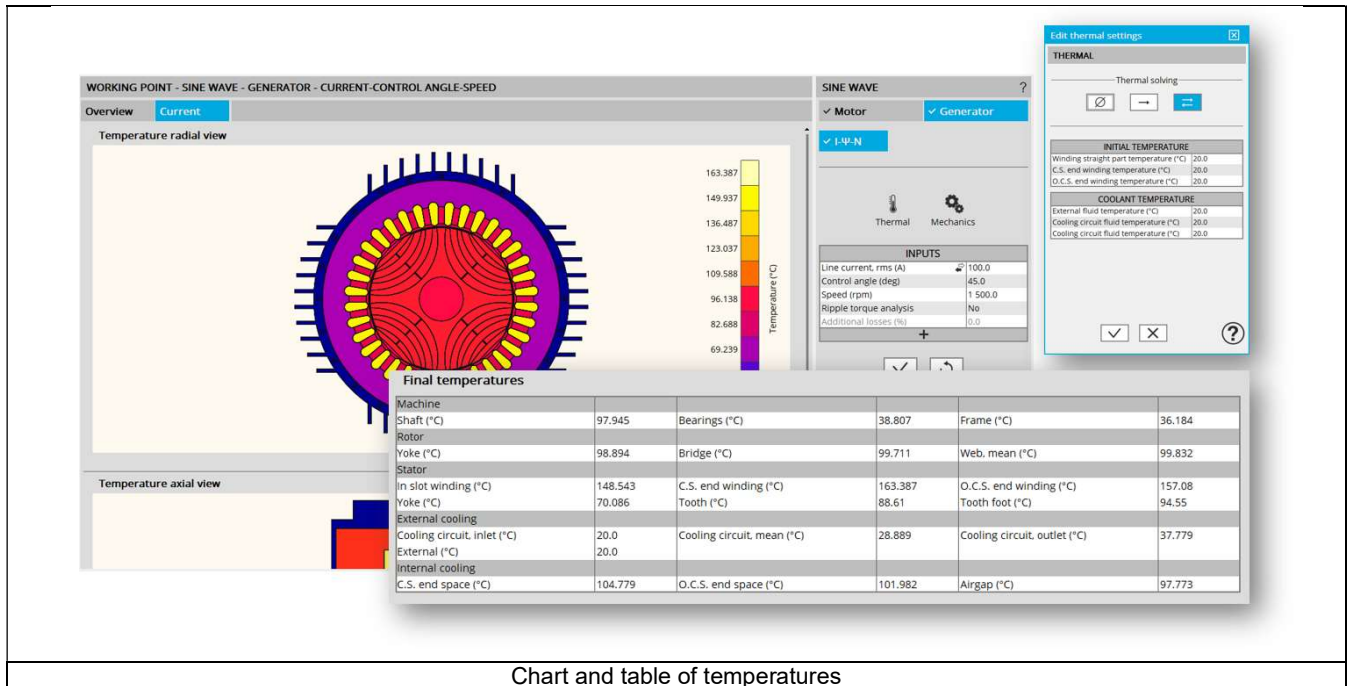 Edit thermal settings
THERMAL
Thermal solving
INITIAL TEMPERATURE
Winding straight part temperature (°C) 20.0
C.S. end winding temperature (°C) 20.0
O.C.S. end winding temperature (°C) 20.0
COOLANT TEMPERATURE
External fluid temperature (°C) 20.0
Cooling circuit fluid temperature (°C) 20.0
Cooling circuit fluid temperature (°C) 20.0
?
WORKING POINT - SINE WAVE - GENERATOR - CURRENT-CONTROL ANGLE-SPEED
Overview Current
Temperature radial view
163.387
149.937
136.487
123.037
109.588
96.138
82.688
69.239
Temperature (°C)
Temperature axial view
SINE WAVE ?
Motor Generator
I-Ψ-N
Thermal Mechanics
INPUTS
Line current, rms (A) 100.0
Control angle (deg) 45.0
Speed (rpm) 1 500.0
Ripple torque analysis No
Additional losses (%) 0.0
+
Final temperatures
Machine
Shaft (°C) 97.945 Bearings (°C) 38.807 Frame (°C) 36.184
Rotor
Yoke (°C) 98.894 Bridge (°C) 99.711 Web, mean (°C) 99.832
Stator
In slot winding (°C) 148.543 C.S. end winding (°C) 163.387 O.C.S. end winding (°C) 157.08
Yoke (°C) 70.086 Tooth (°C) 88.61 Tooth foot (°C) 94.55
External cooling
Cooling circuit, inlet (°C) 20.0 Cooling circuit, mean (°C) 28.889 Cooling circuit, outlet (°C) 37.779
External (°C) 20.0
Internal cooling
C.S. end space (°C) 104.779 O.C.S. end space (°C) 101.982 Airgap (°C) 97.773
Chart and table of temperatures